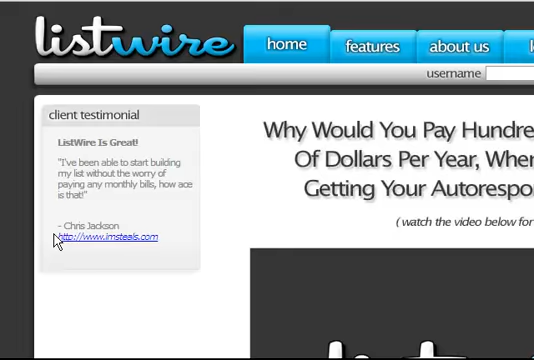 listwire
home
features
about us
username
client testimonial
ListWire Is Great!
"I've been able to start building
my list without the worry of
paying any monthly bills, how ace
is that!"
- Chris Jackson
http://www.imsteals.com
Why Would You Pay Hundre
Of Dollars Per Year, Whe
Getting Your Autorespo
( watch the video below for